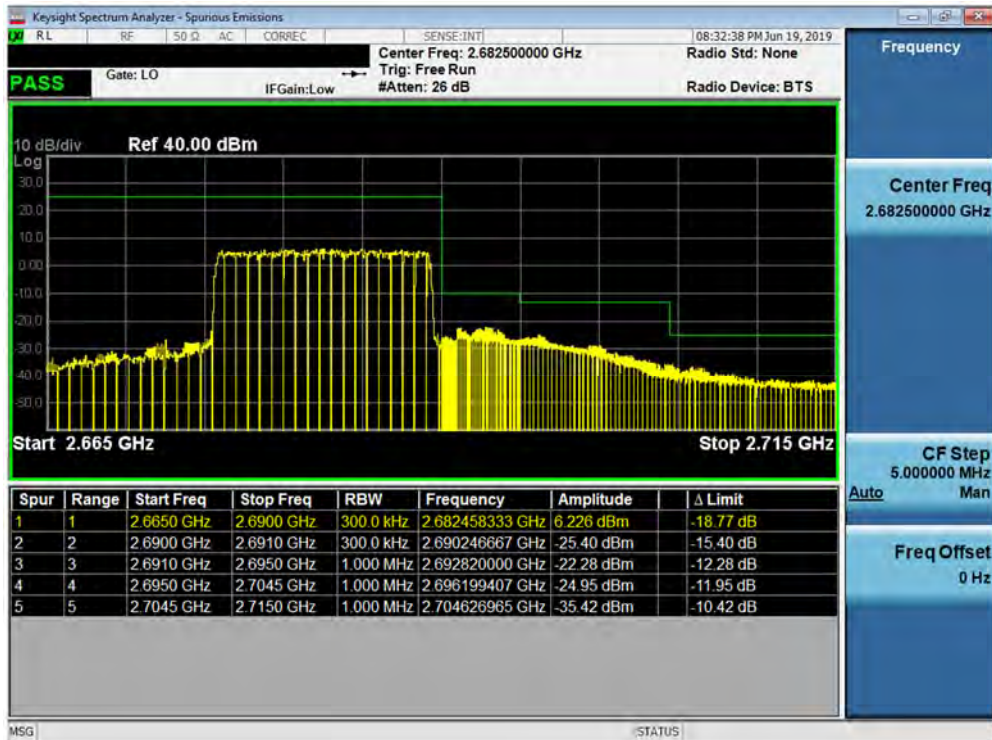 Keysight Spectrum Analyzer - Spurious Emissions
RL RF 50 Ω AC CORREC SENSE:INT 08:32:38 PM Jun 19, 2019
Center Freq: 2.682500000 GHz Radio Std: None
Gate: LO Trig: Free Run
PASS IFGain:Low #Atten: 26 dB Radio Device: BTS
10 dB/div Ref 40.00 dBm
Log
30.0
20.0
10.0
0.00
-10.0
-20.0
-30.0
-40.0
-50.0
Start 2.665 GHz Stop 2.715 GHz
Spur Range Start Freq Stop Freq RBW Frequency Amplitude Δ Limit
1 1 2.6650 GHz 2.6900 GHz 300.0 kHz 2.682458333 GHz 6.226 dBm -18.77 dB
2 2 2.6900 GHz 2.6910 GHz 300.0 kHz 2.690246667 GHz -25.40 dBm -15.40 dB
3 3 2.6910 GHz 2.6950 GHz 1.000 MHz 2.692820000 GHz -22.28 dBm -12.28 dB
4 4 2.6950 GHz 2.7045 GHz 1.000 MHz 2.696199407 GHz -24.95 dBm -11.95 dB
5 5 2.7045 GHz 2.7150 GHz 1.000 MHz 2.704626965 GHz -35.42 dBm -10.42 dB
MSG STATUS
Frequency
Center Freq
2.682500000 GHz
CF Step
5.000000 MHz
Auto Man
Freq Offset
0 Hz